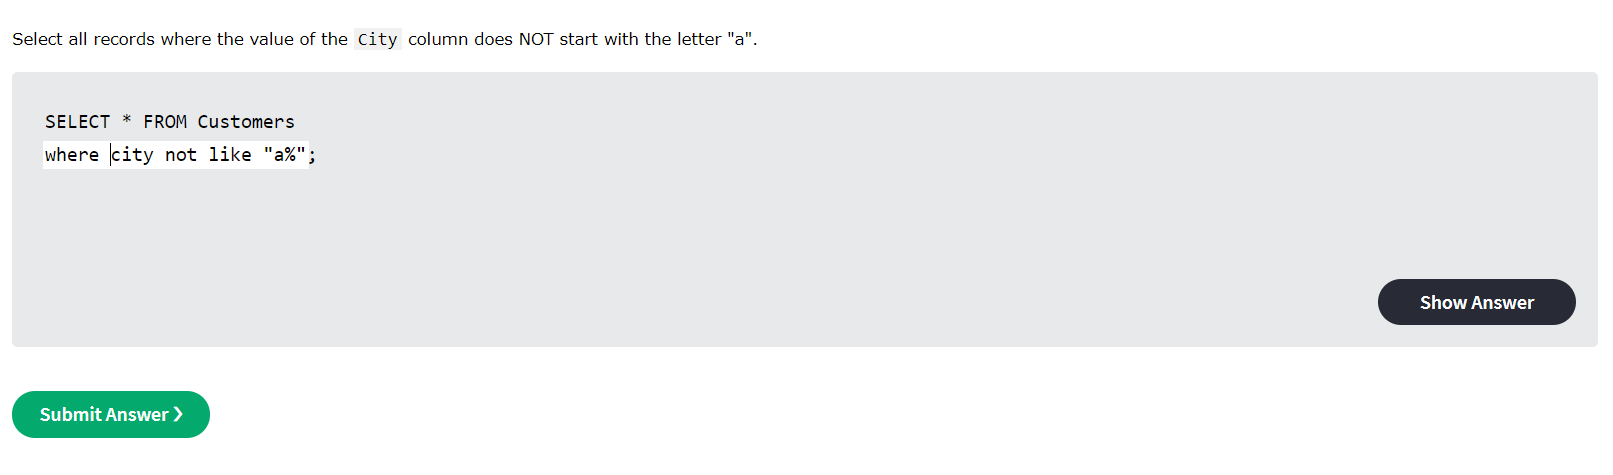 Select all records where the value of the City column does NOT start with the letter "a".
SELECT * FROM Customers
where city not like "a%";
Show Answer
Submit Answer ❯